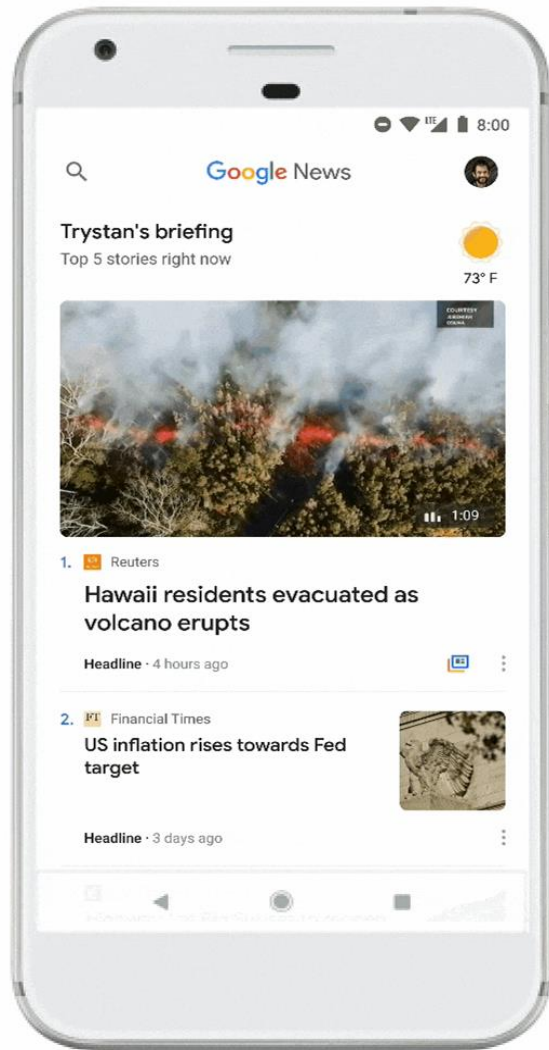 LTE 8:00
Google News
Trystan's briefing
Top 5 stories right now
73° F
COURTESY
1:09
1. Reuters
Hawaii residents evacuated as
volcano erupts
Headline · 4 hours ago
2. FT Financial Times
US inflation rises towards Fed
target
Headline · 3 days ago